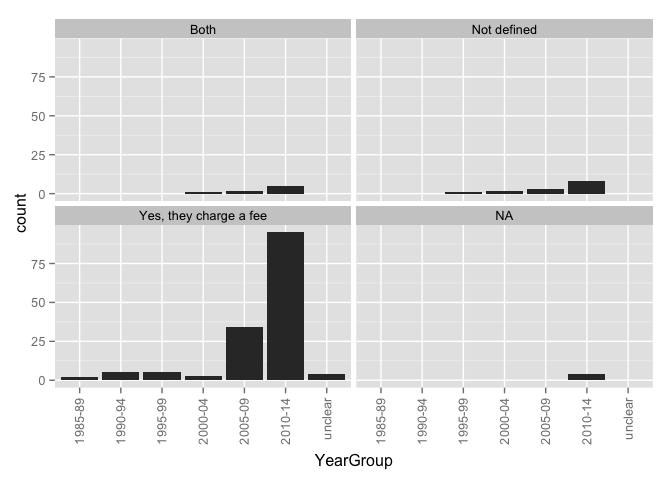 Both
Not defined
75
50
25
0
count
Yes, they charge a fee
NA
75
50
25
0
1985-89
1990-94
1995-99
2000-04
2005-09
2010-14
unclear
1985-89
1990-94
1995-99
2000-04
2005-09
2010-14
unclear
YearGroup